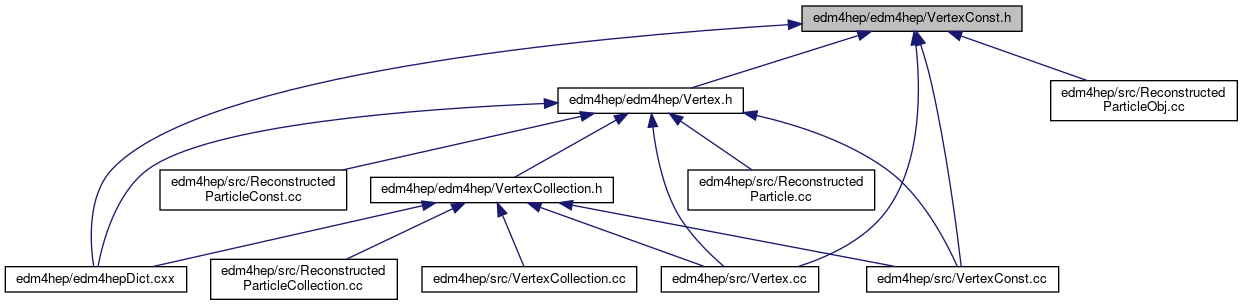 edm4hep/edm4hep/VertexConst.h
edm4hep/src/Reconstructed
ParticleObj.cc
edm4hep/edm4hep/Vertex.h
edm4hep/src/Reconstructed
ParticleConst.cc
edm4hep/edm4hep/VertexCollection.h
edm4hep/src/Reconstructed
Particle.cc
edm4hep/edm4hepDict.cxx
edm4hep/src/Reconstructed
ParticleCollection.cc
edm4hep/src/VertexCollection.cc
edm4hep/src/Vertex.cc
edm4hep/src/VertexConst.cc